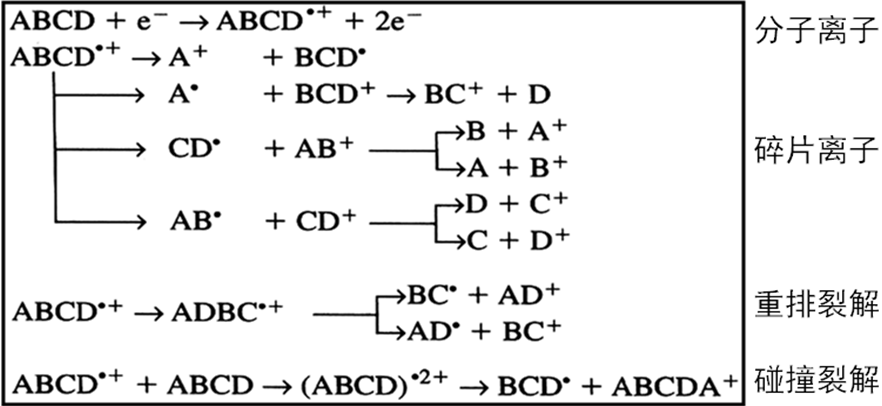 ABCD + e⁻ → ABCD•⁺ + 2e⁻ 分子离子
ABCD•⁺ → A⁺ + BCD•
→ A• + BCD⁺ → BC⁺ + D
→ CD• + AB⁺ →B + A⁺ 碎片离子
→A + B⁺
→ AB• + CD⁺ →D + C⁺
→C + D⁺
ABCD•⁺ → ADBC•⁺ →BC• + AD⁺ 重排裂解
→AD• + BC⁺
ABCD•⁺ + ABCD → (ABCD)•²⁺ → BCD• + ABCDA⁺ 碰撞裂解